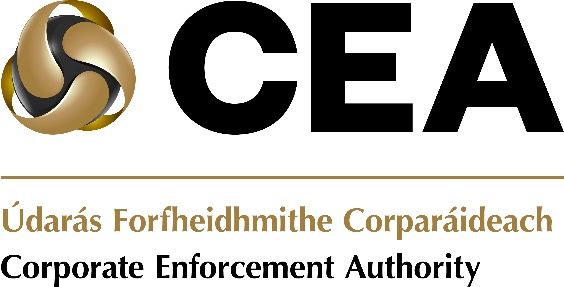 CEA
Údarás Forfheidhmithe Corparáideach
Corporate Enforcement Authority